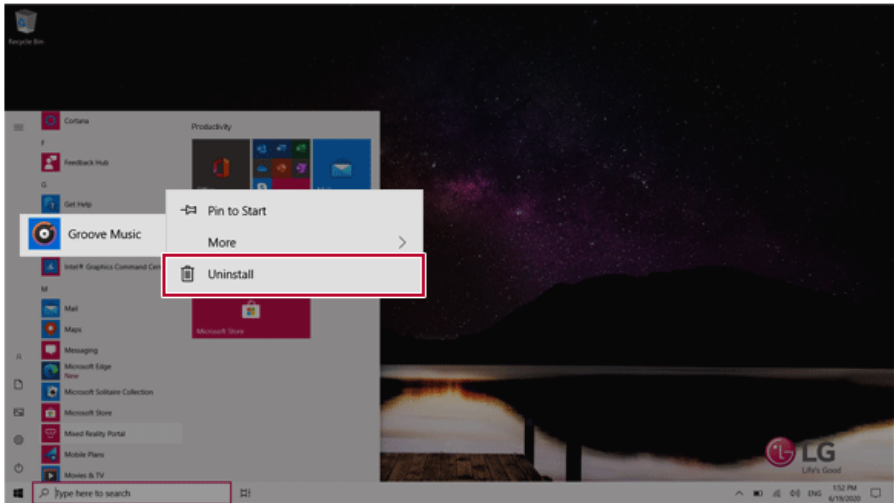 Recycle Bin
Cortana
Productivity
F
Feedback Hub
G
Get Help
Groove Music
Pin to Start
More
Uninstall
Intel® Graphics Command Cen
M
Mail
Microsoft Store
Maps
Messaging
Microsoft Edge
New
Microsoft Solitaire Collection
Microsoft Store
Mixed Reality Portal
Mobile Plans
Movies & TV
LG
Life's Good
Type here to search
ENG
1:52 PM
6/19/2020